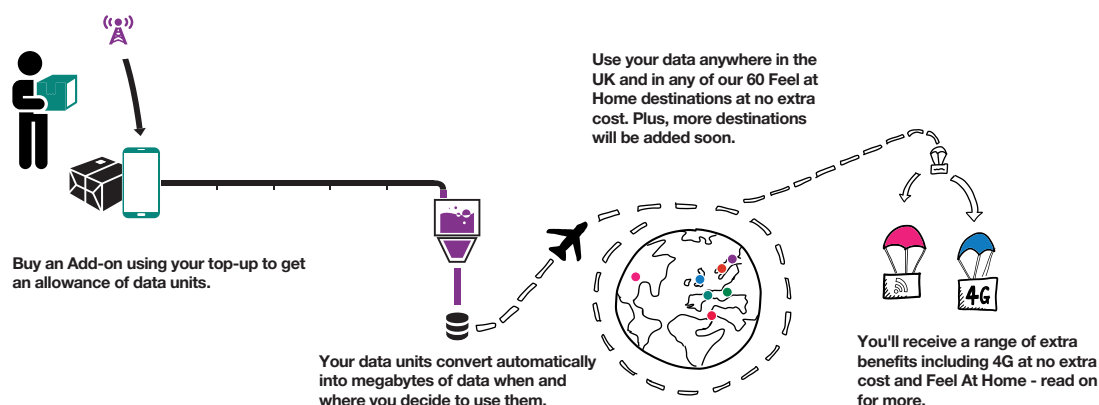 Buy an Add-on using your top-up to get
an allowance of data units.
Your data units convert automatically
into megabytes of data when and
where you decide to use them.
Use your data anywhere in the
UK and in any of our 60 Feel at
Home destinations at no extra
cost. Plus, more destinations
will be added soon.
4G
You'll receive a range of extra
benefits including 4G at no extra
cost and Feel At Home - read on
for more.